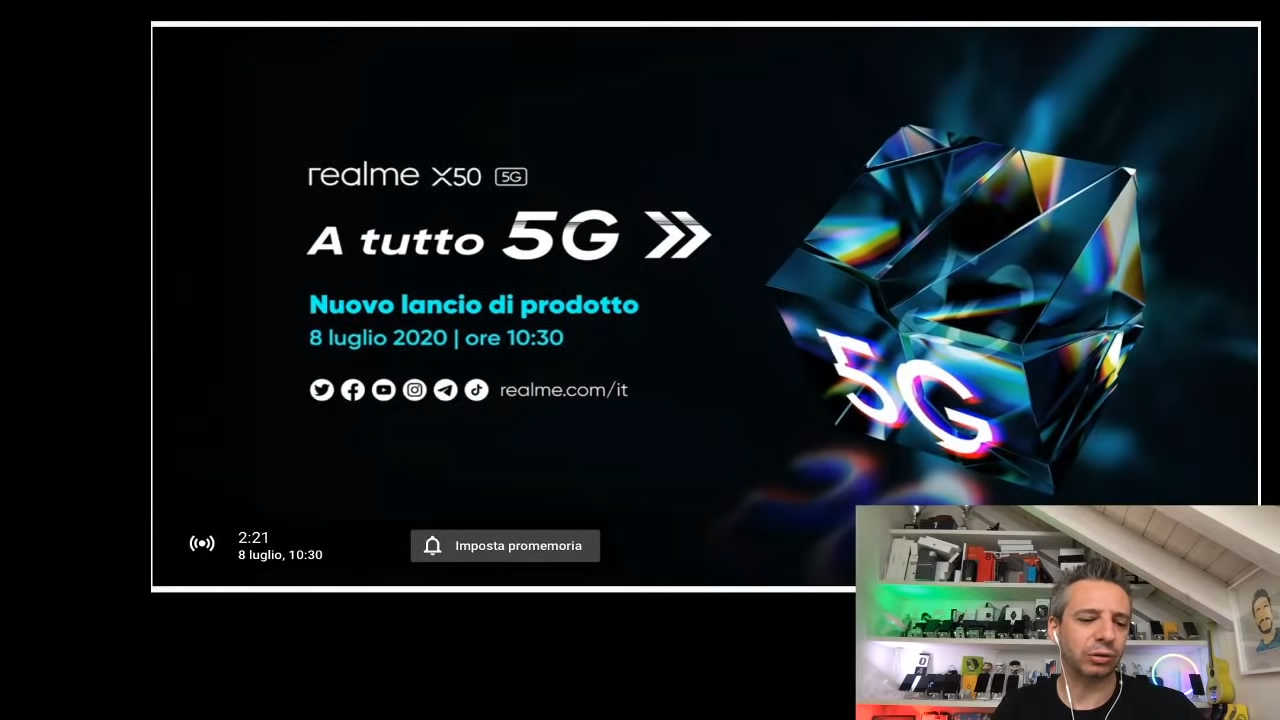 realme X50 5G
A tutto 5G
Nuovo lancio di prodotto
8 luglio 2020 | ore 10:30
realme.com/it
5G
2:21
8 luglio, 10:30
Imposta promemoria